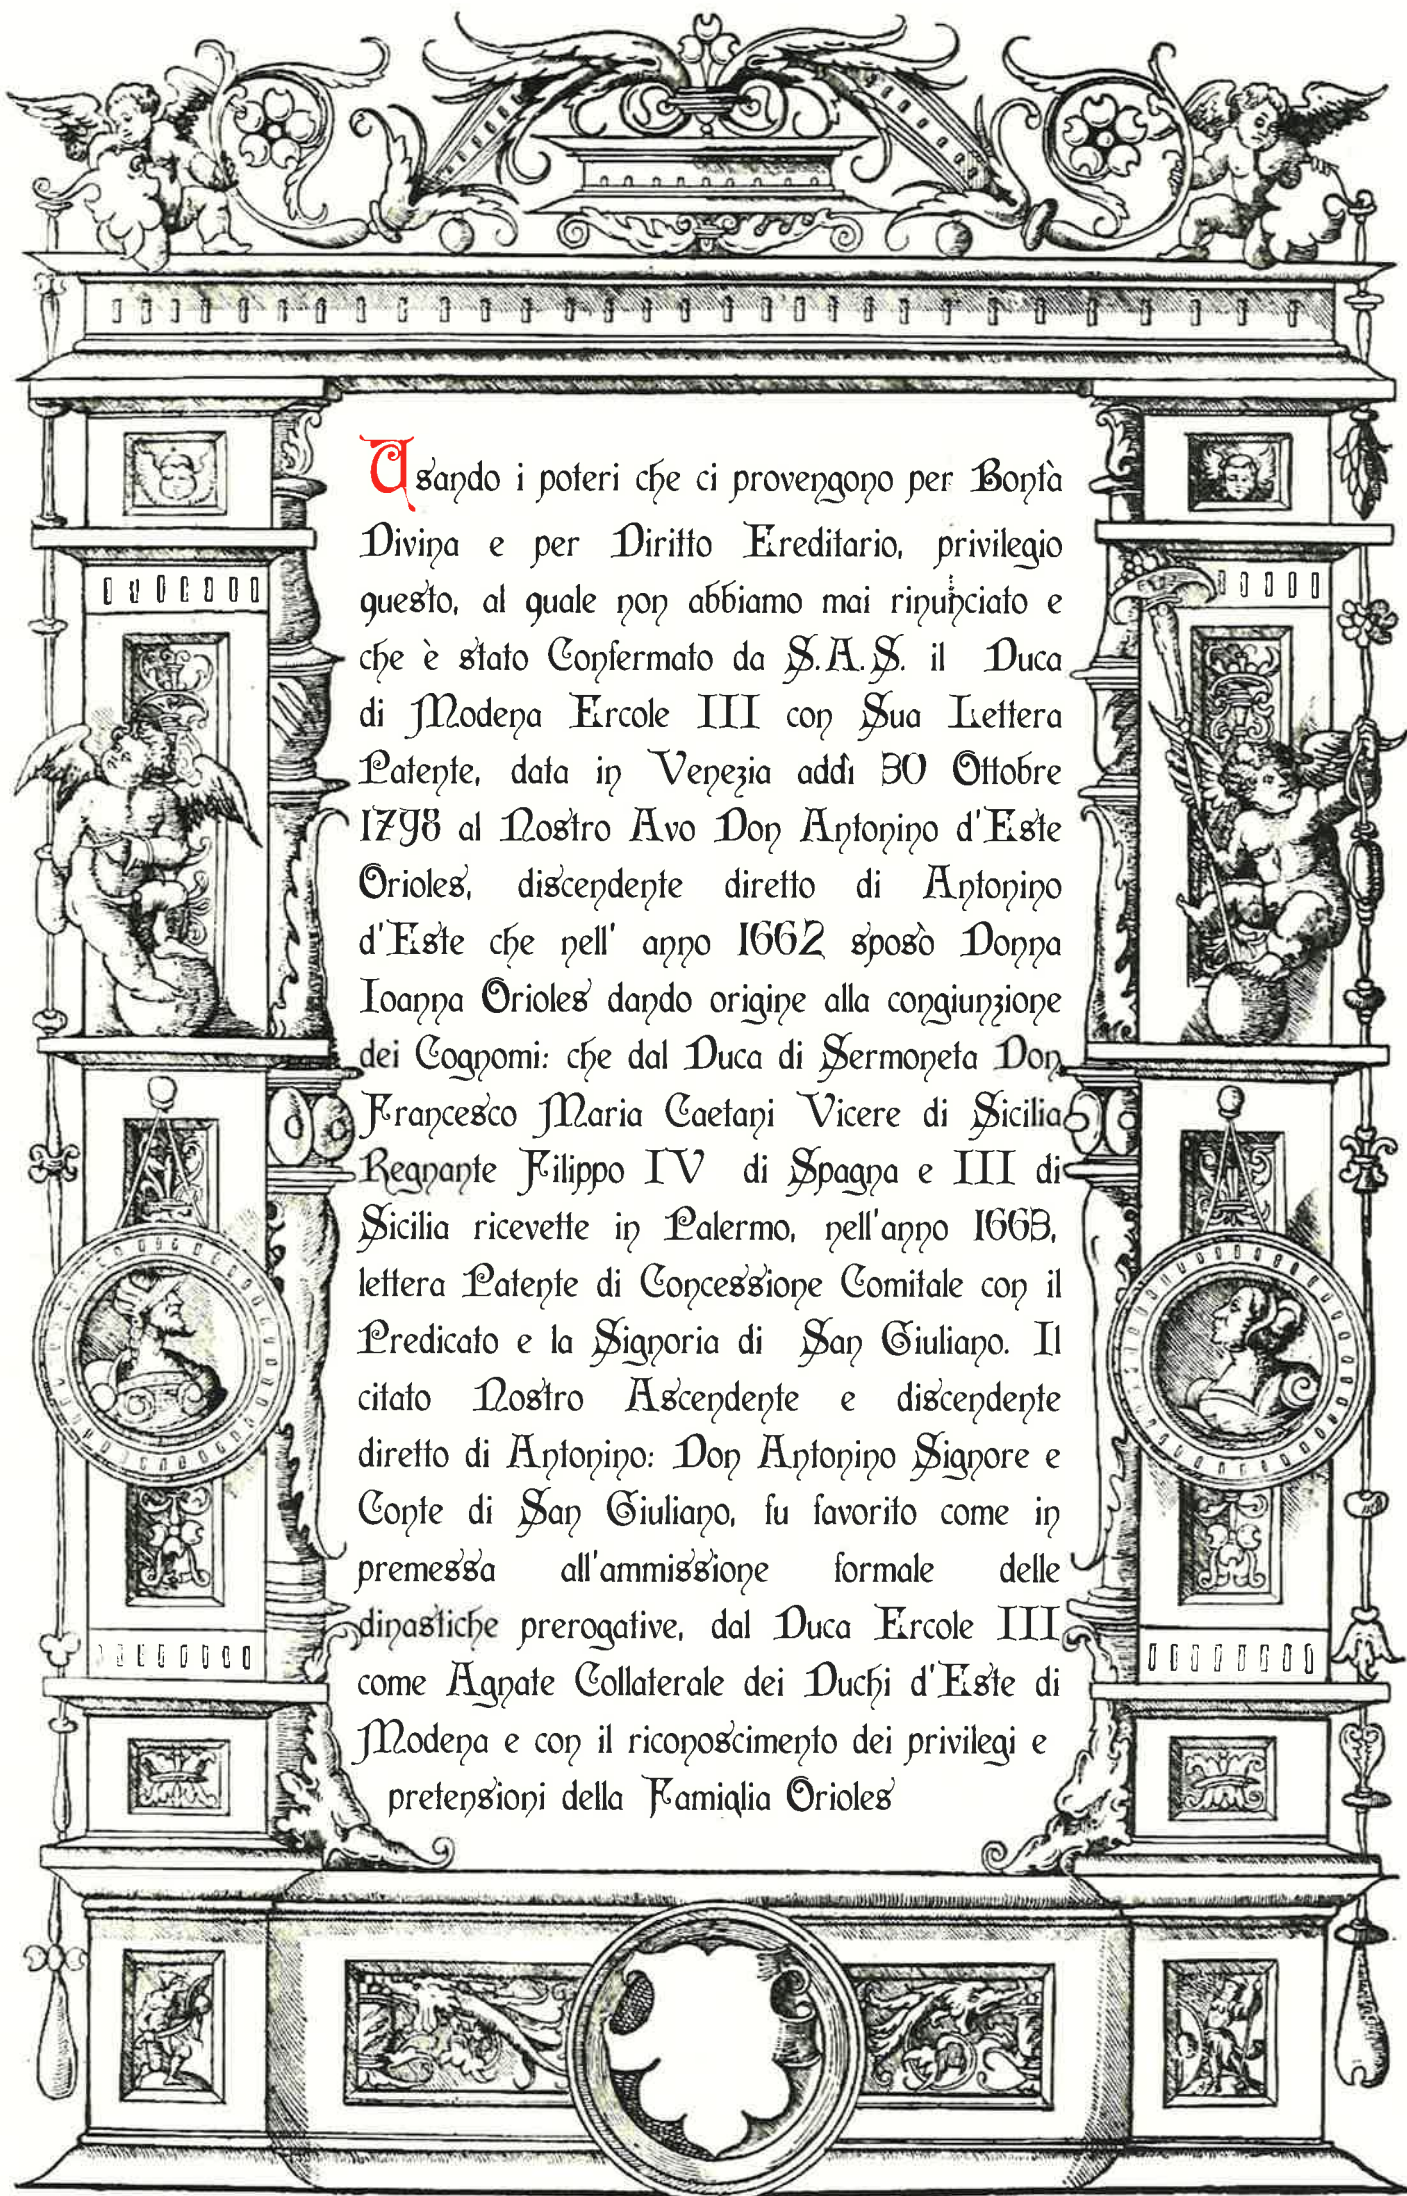 Usando i poteri che ci provengono per Bontà
Divina e per Diritto Ereditario, privilegio
questo, al quale non abbiamo mai rinunciato e
che è stato Confermato da S.A.S. il Duca
di Modena Ercole III con Sua Lettera
Patente, data in Venezia addì 30 Ottobre
1798 al Nostro Avo Don Antonino d'Este
Orioles, discendente diretto di Antonino
d'Este che nell' anno 1662 sposò Donna
Ioanna Orioles dando origine alla congiunzione
dei Cognomi: che dal Duca di Sermoneta Don
Francesco Maria Caetani Vicere di Sicilia
Regnante Filippo IV di Spagna e III di
Sicilia ricevette in Palermo, nell'anno 1663,
lettera Patente di Concessione Comitale con il
Predicato e la Signoria di San Giuliano. Il
citato Nostro Ascendente e discendente
diretto di Antonino: Don Antonino Signore e
Conte di San Giuliano, fu favorito come in
premessa all'ammissione formale delle
dinastiche prerogative, dal Duca Ercole III
come Agnate Collaterale dei Duchi d'Este di
Modena e con il riconoscimento dei privilegi e
pretensioni della Famiglia Orioles